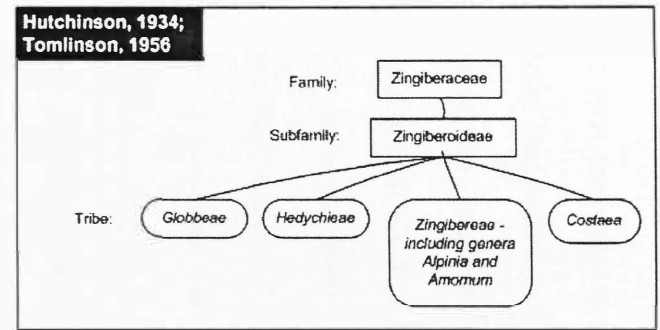 Hutchinson, 1934;
Tomlinson, 1956
Family:
Zingiberaceae
Subfamily:
Zingiberoideae
Tribe:
Globbeae
Hedychieae
Zingibereae -
including genera
Alpinia and
Amomum
Costaea